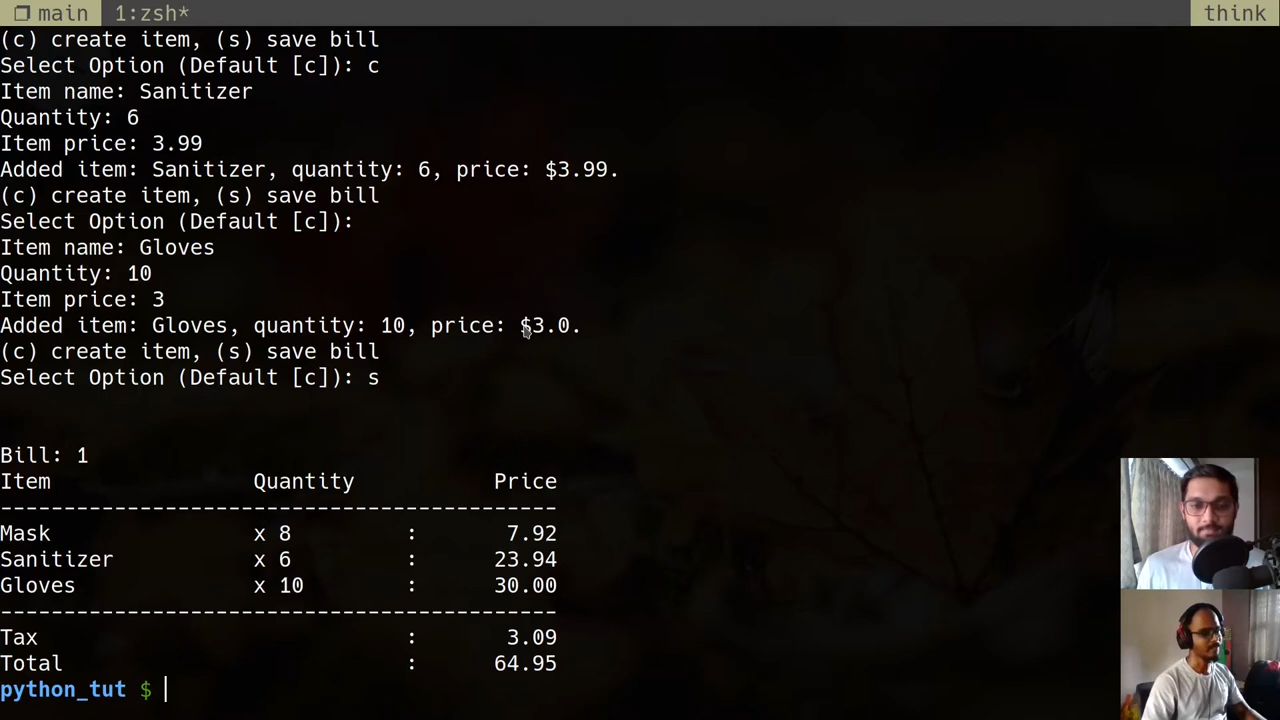 main 1:zsh* think
(c) create item, (s) save bill
Select Option (Default [c]): c
Item name: Sanitizer
Quantity: 6
Item price: 3.99
Added item: Sanitizer, quantity: 6, price: $3.99.
(c) create item, (s) save bill
Select Option (Default [c]):
Item name: Gloves
Quantity: 10
Item price: 3
Added item: Gloves, quantity: 10, price: $3.0.
(c) create item, (s) save bill
Select Option (Default [c]): s
Bill: 1
Item Quantity Price
--------------------------------------------
Mask x 8 : 7.92
Sanitizer x 6 : 23.94
Gloves x 10 : 30.00
--------------------------------------------
Tax : 3.09
Total : 64.95
python_tut $